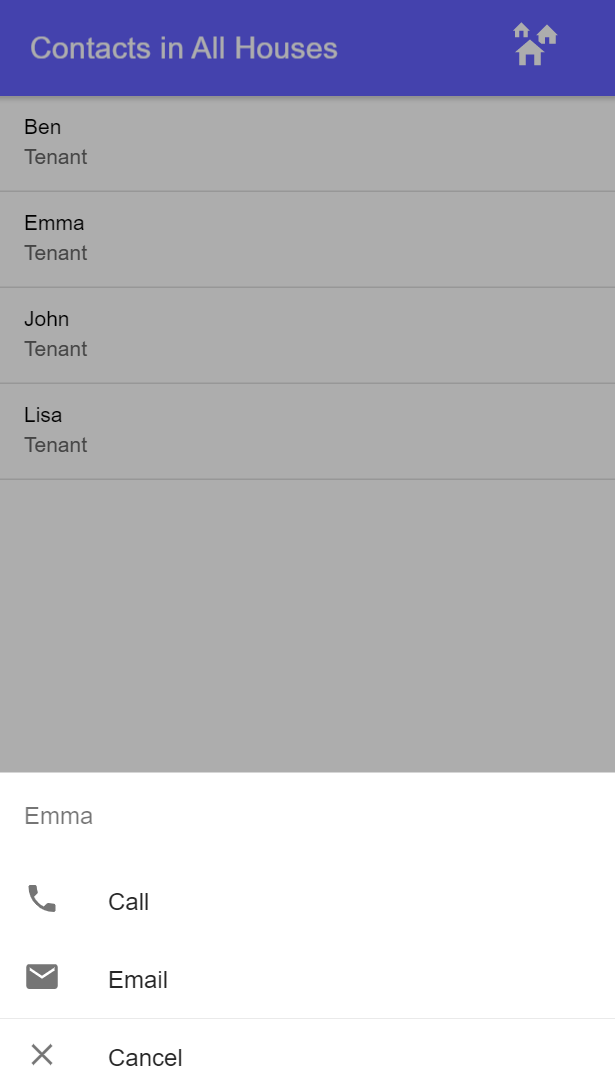 Contacts in All Houses
Ben
Tenant
Emma
Tenant
John
Tenant
Lisa
Tenant
Emma
Call
Email
Cancel